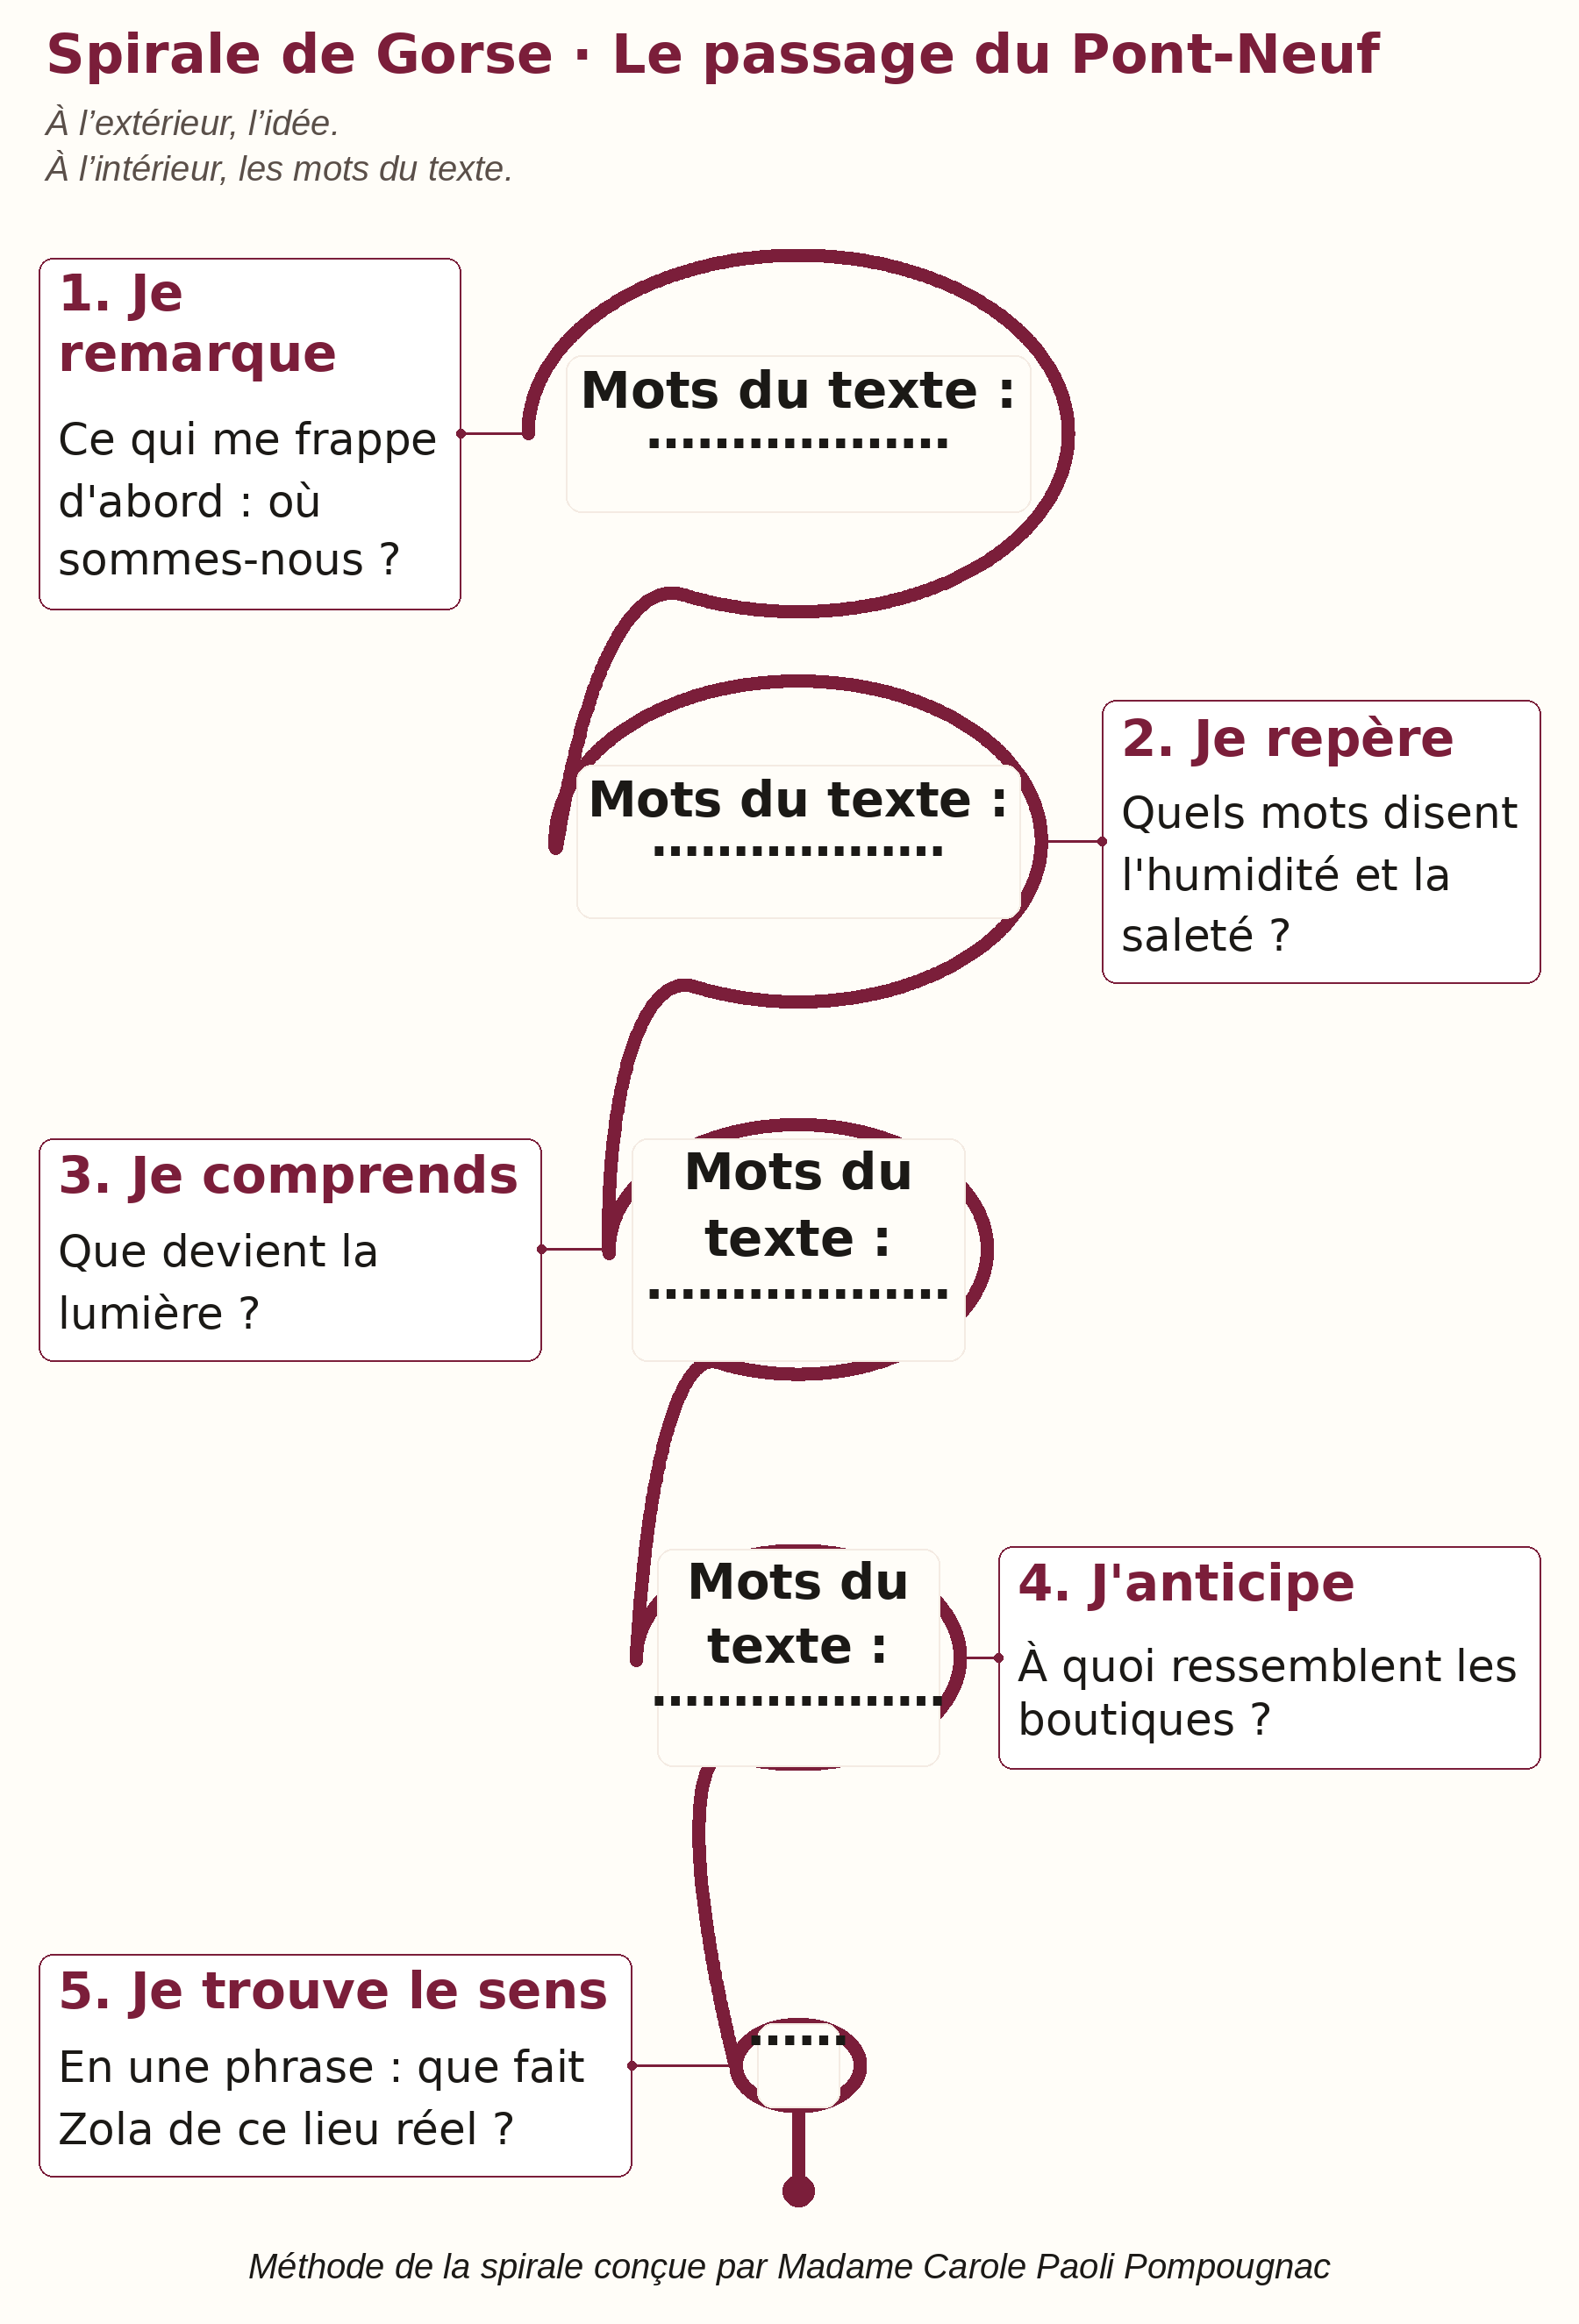 Spirale de Gorse · Le passage du Pont-Neuf
À l’extérieur, l’idée.
À l’intérieur, les mots du texte.
1. Je
remarque
Ce qui me frappe
d'abord : où
sommes-nous ?
Mots du texte :
..................
2. Je repère
Quels mots disent
l'humidité et la
saleté ?
Mots du texte :
..................
3. Je comprends
Que devient la
lumière ?
Mots du
texte :
..................
4. J'anticipe
À quoi ressemblent les
boutiques ?
Mots du
texte :
..................
5. Je trouve le sens
En une phrase : que fait
Zola de ce lieu réel ?
......
Méthode de la spirale conçue par Madame Carole Paoli Pompougnac